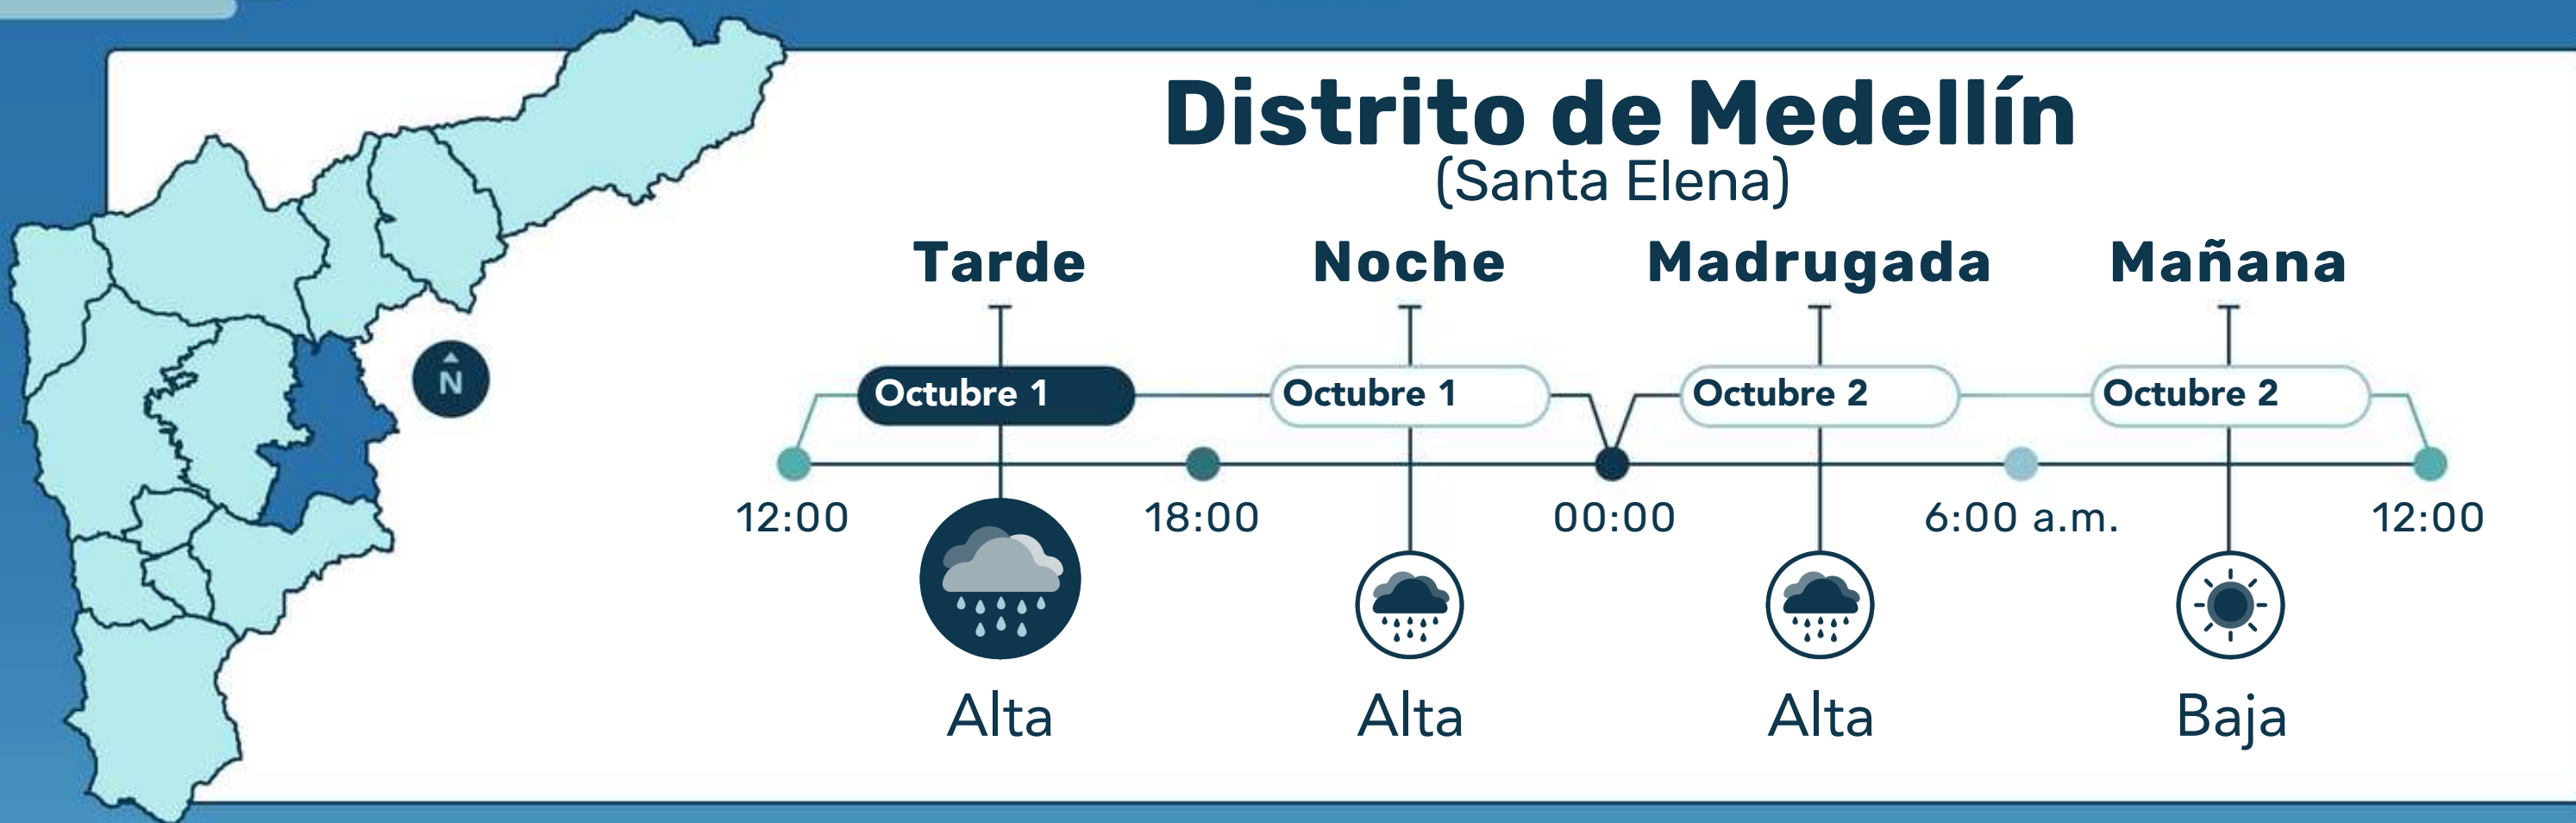 Distrito de Medellín
(Santa Elena)
Tarde Noche Madrugada Mañana
N
Octubre 1 Octubre 1 Octubre 2 Octubre 2
12:00 18:00 00:00 6:00 a.m. 12:00
Alta Alta Alta Baja